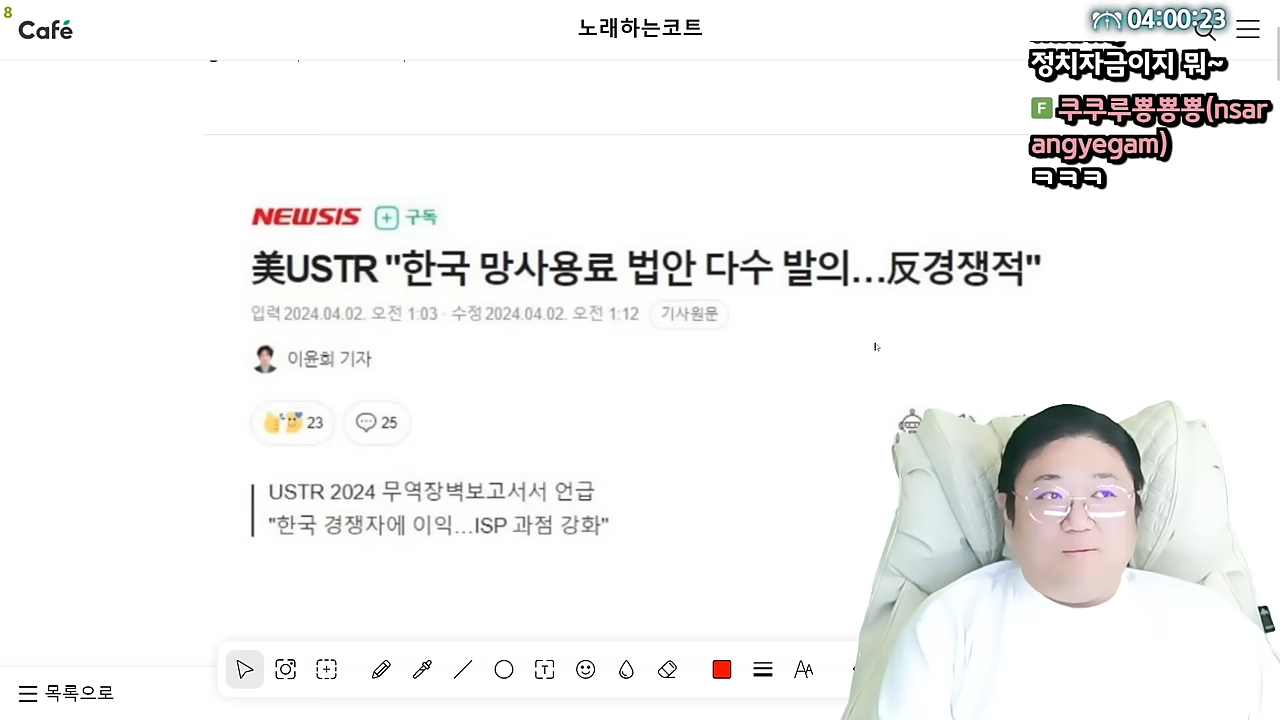 8
Café
노래하는코트
04:00:23
정치자금이지 뭐~
F 쿠쿠루뿅뿅뿅(nsar
angyegam)
ㅋㅋㅋ
NEWSIS + 구독
美USTR "한국 망사용료 법안 다수 발의…反경쟁적"
입력 2024.04.02. 오전 1:03 · 수정 2024.04.02. 오전 1:12 기사원문
이윤희 기자
23 25
USTR 2024 무역장벽보고서서 언급
"한국 경쟁자에 이익…ISP 과점 강화"
T AA
목록으로